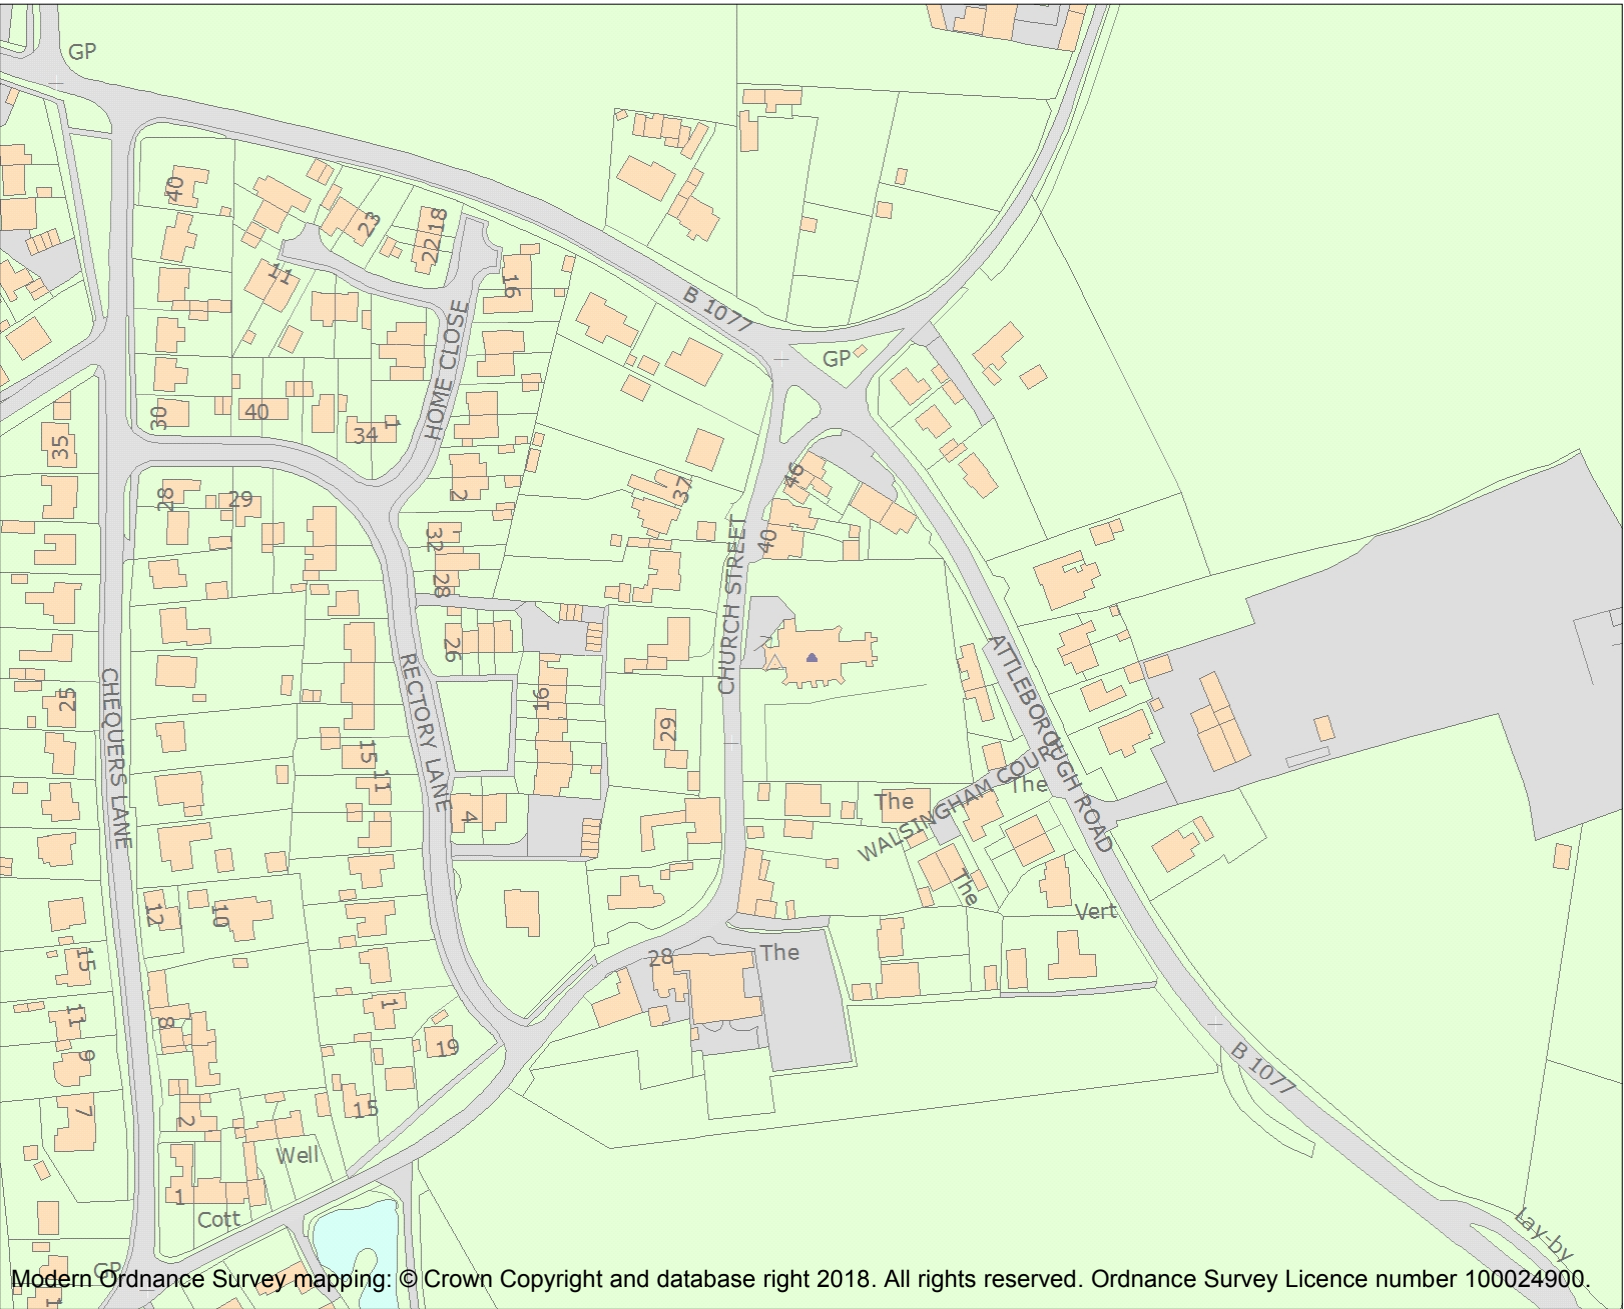 GP
40
23
18
22
11
16
B 1077
HOME CLOSE
GP
30
40
34
1
35
28
29
2
37
46
32
40
28
CHURCH STREET
26
ATTLEBOROUGH ROAD
RECTORY LANE
CHEQUERS LANE
25
16
29
15
11
4
The
WALSINGHAM COURT
The
The
12
10
Vert
15
28
The
11
8
1
9
19
B 1077
7
2
15
Well
1
Cott
Lay-by
GP
Modern Ordnance Survey mapping: © Crown Copyright and database right 2018. All rights reserved. Ordnance Survey Licence number 100024900.